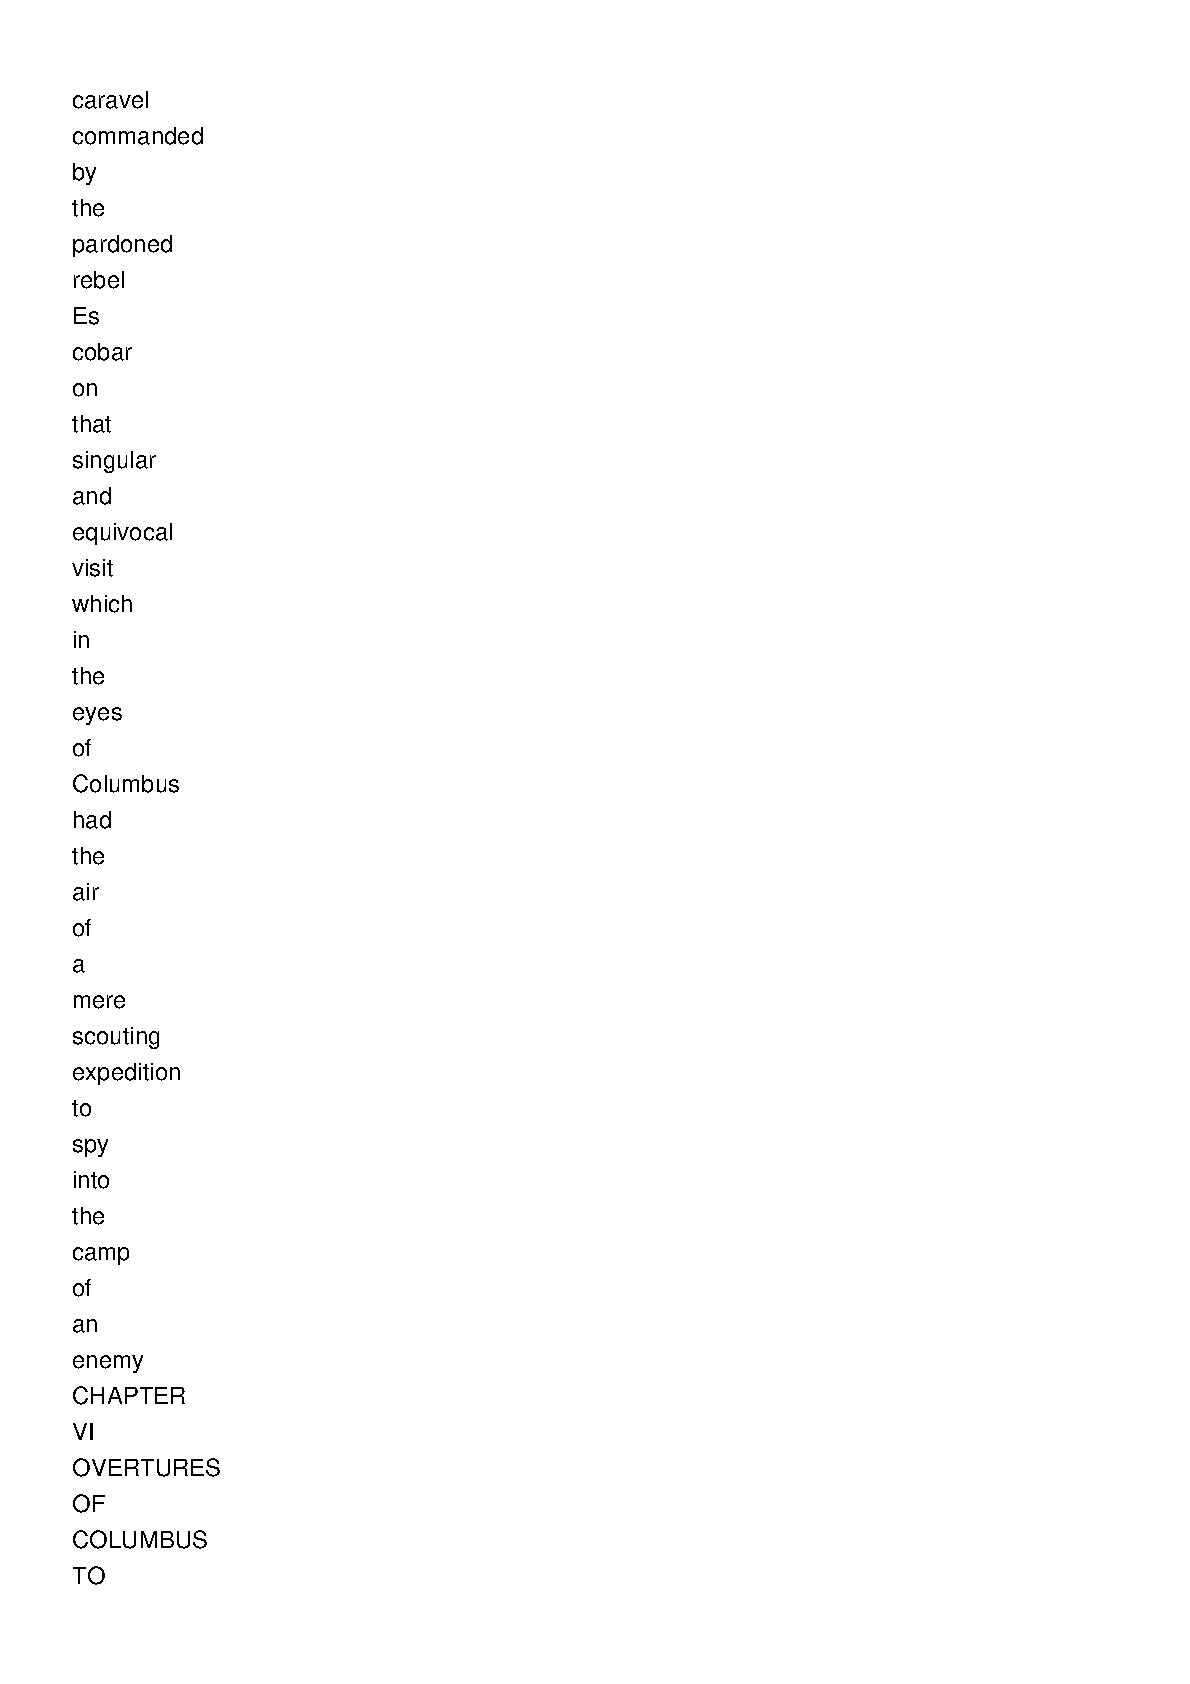 caravel
commanded
by
the
pardoned
rebel
Es
cobar
on
that
singular
and
equivocal
visit
which
in
the
eyes
of
Columbus
had
the
air
of
a
mere
scouting
expedition
to
spy
into
the
camp
of
an
enemy
CHAPTER
VI
OVERTURES
OF
COLUMBUS
TO